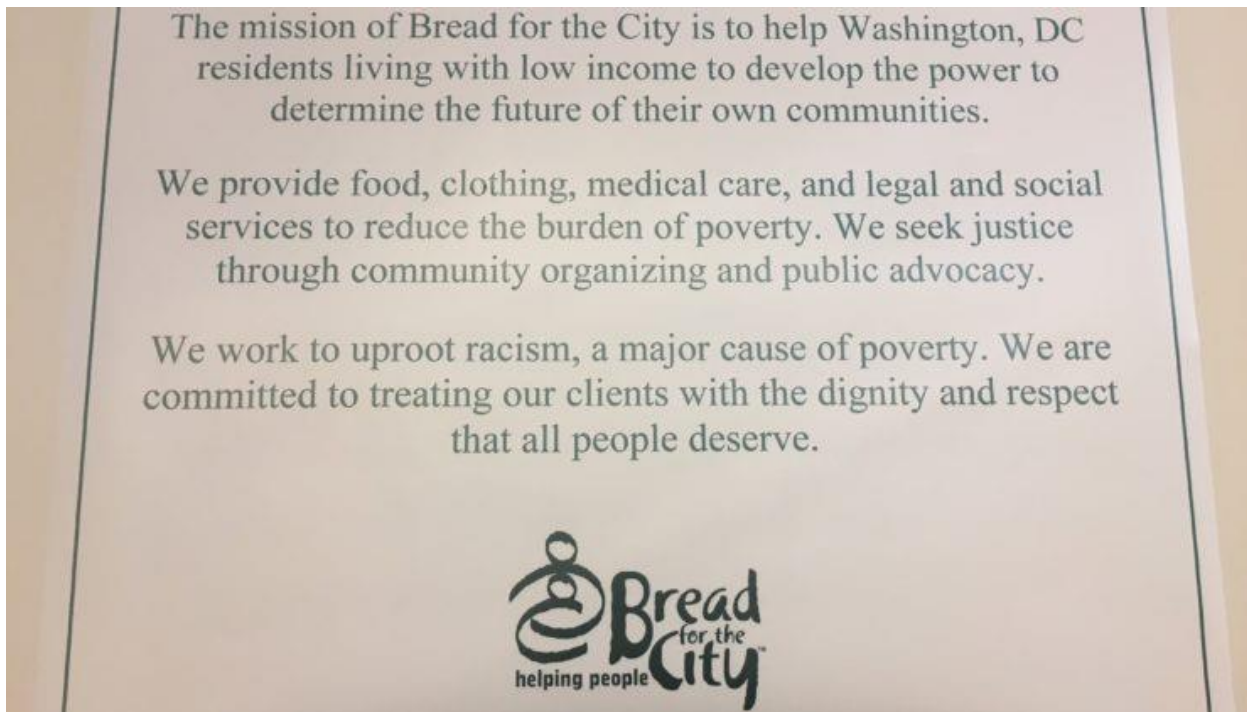 The mission of Bread for the City is to help Washington, DC
residents living with low income to develop the power to
determine the future of their own communities.
We provide food, clothing, medical care, and legal and social
services to reduce the burden of poverty. We seek justice
through community organizing and public advocacy.
We work to uproot racism, a major cause of poverty. We are
committed to treating our clients with the dignity and respect
that all people deserve.
Bread
for the
City™
helping people